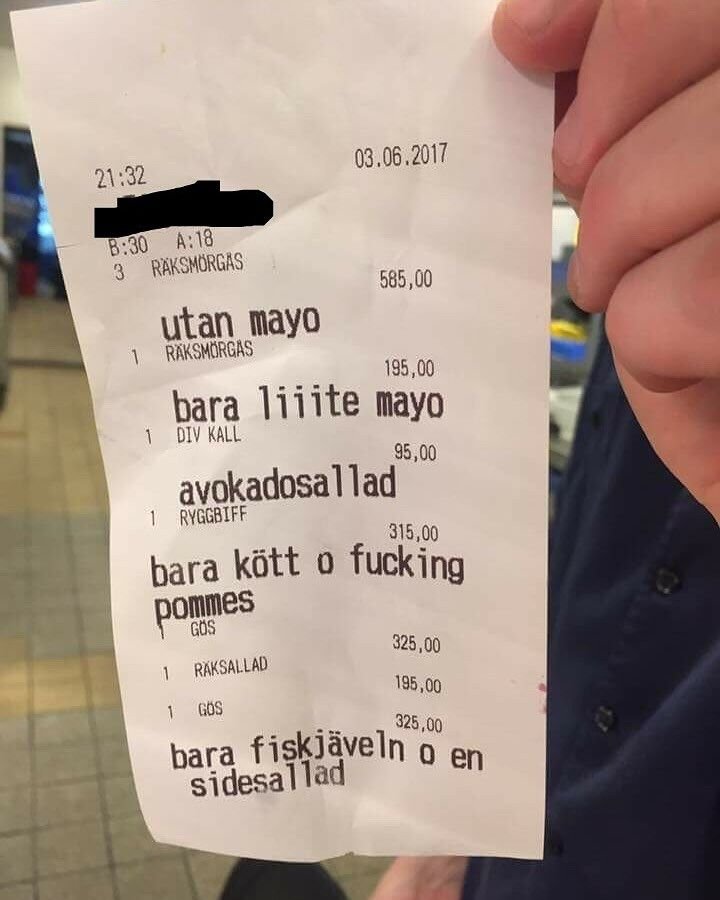 21:32 03.06.2017
B:30 A:18
3 RÄKSMÖRGÅS
585,00
utan mayo
1 RÄKSMÖRGÅS
195,00
bara liiite mayo
1 DIV KALL
95,00
avokadosallad
1 RYGGBIFF
315,00
bara kött o fucking
pommes
1 GÖS
325,00
1 RÄKSALLAD
195,00
1 GÖS
325,00
bara fiskjäveln o en
sidesallad